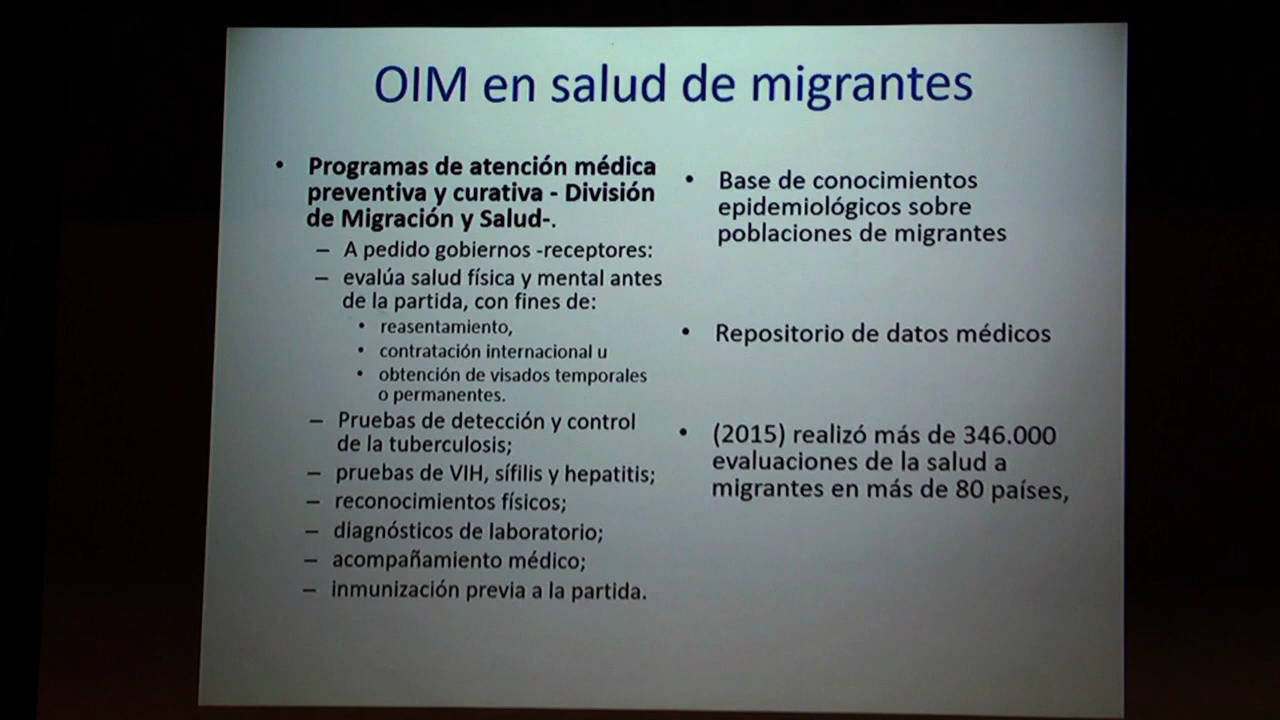 OIM en salud de migrantes
• Programas de atención médica
preventiva y curativa - División
de Migración y Salud-.
– A pedido gobiernos -receptores:
– evalúa salud física y mental antes
de la partida, con fines de:
• reasentamiento,
• contratación internacional u
• obtención de visados temporales
o permanentes.
– Pruebas de detección y control
de la tuberculosis;
– pruebas de VIH, sífilis y hepatitis;
– reconocimientos físicos;
– diagnósticos de laboratorio;
– acompañamiento médico;
– inmunización previa a la partida.
• Base de conocimientos
epidemiológicos sobre
poblaciones de migrantes
• Repositorio de datos médicos
• (2015) realizó más de 346.000
evaluaciones de la salud a
migrantes en más de 80 países,